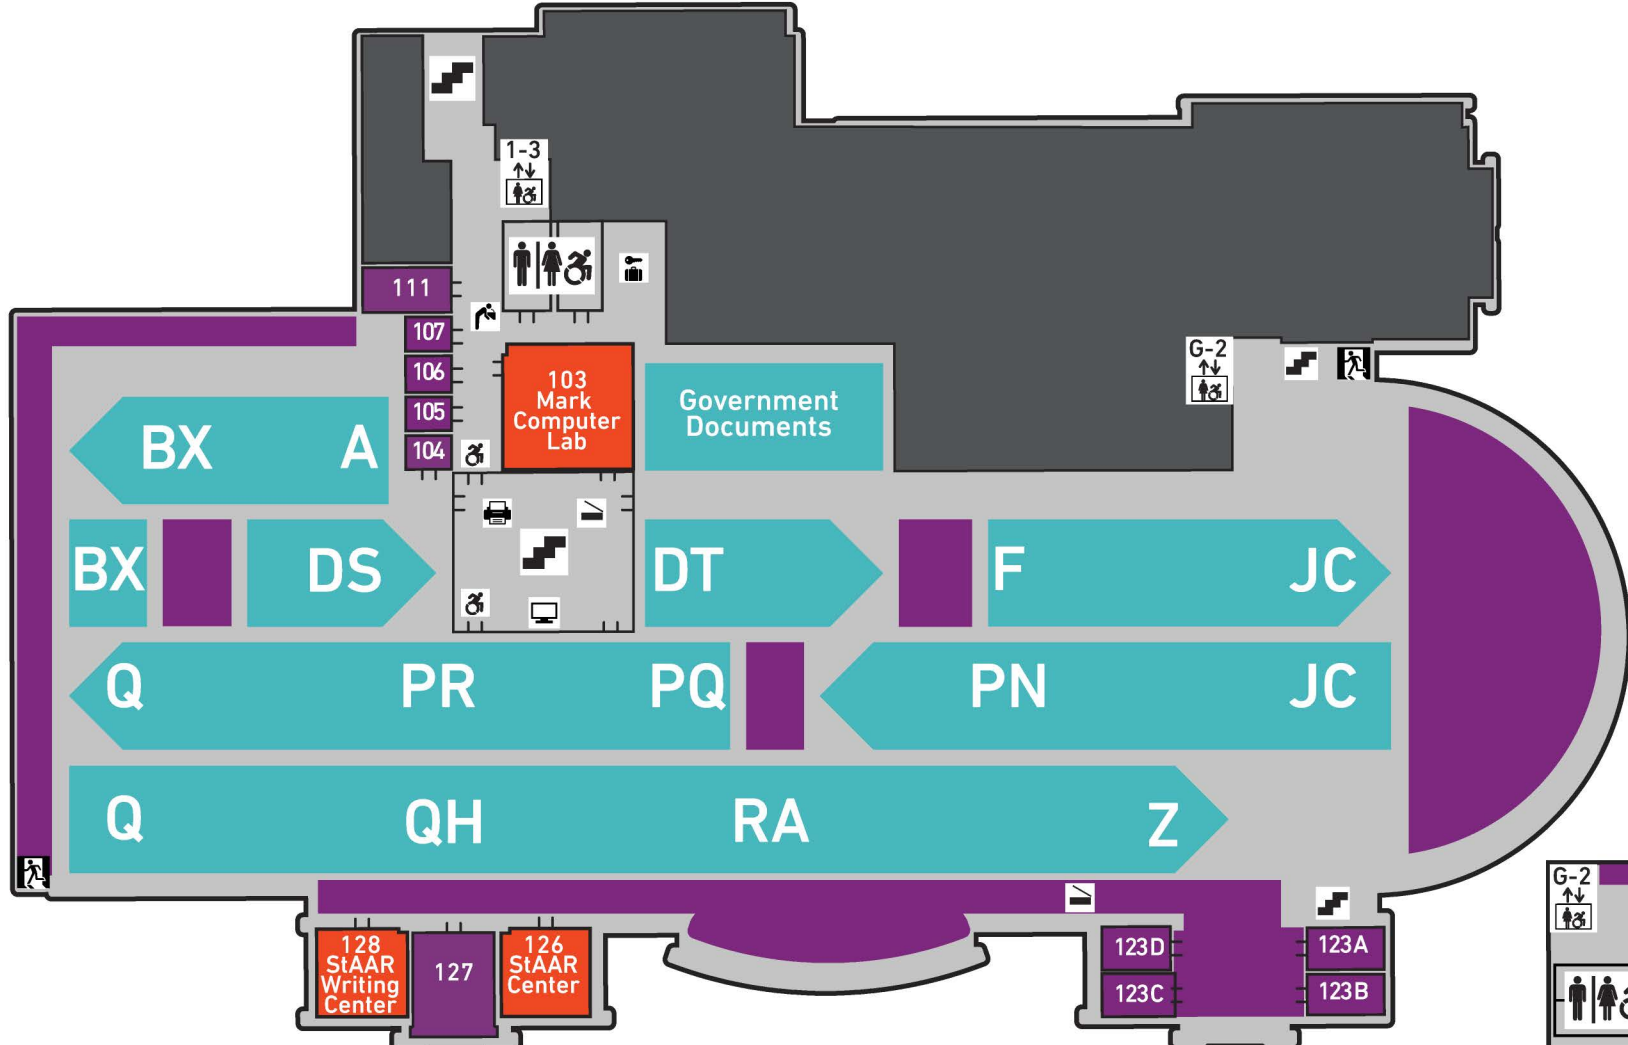 1-3
111
107
106
105
104
103
Mark
Computer
Lab
Government
Documents
G-2
BX A
BX DS DT F JC
Q PR PQ PN JC
Q QH RA Z
128
StAAR
Writing
Center
127
126
StAAR
Center
123D
123C
123A
123B
G-2